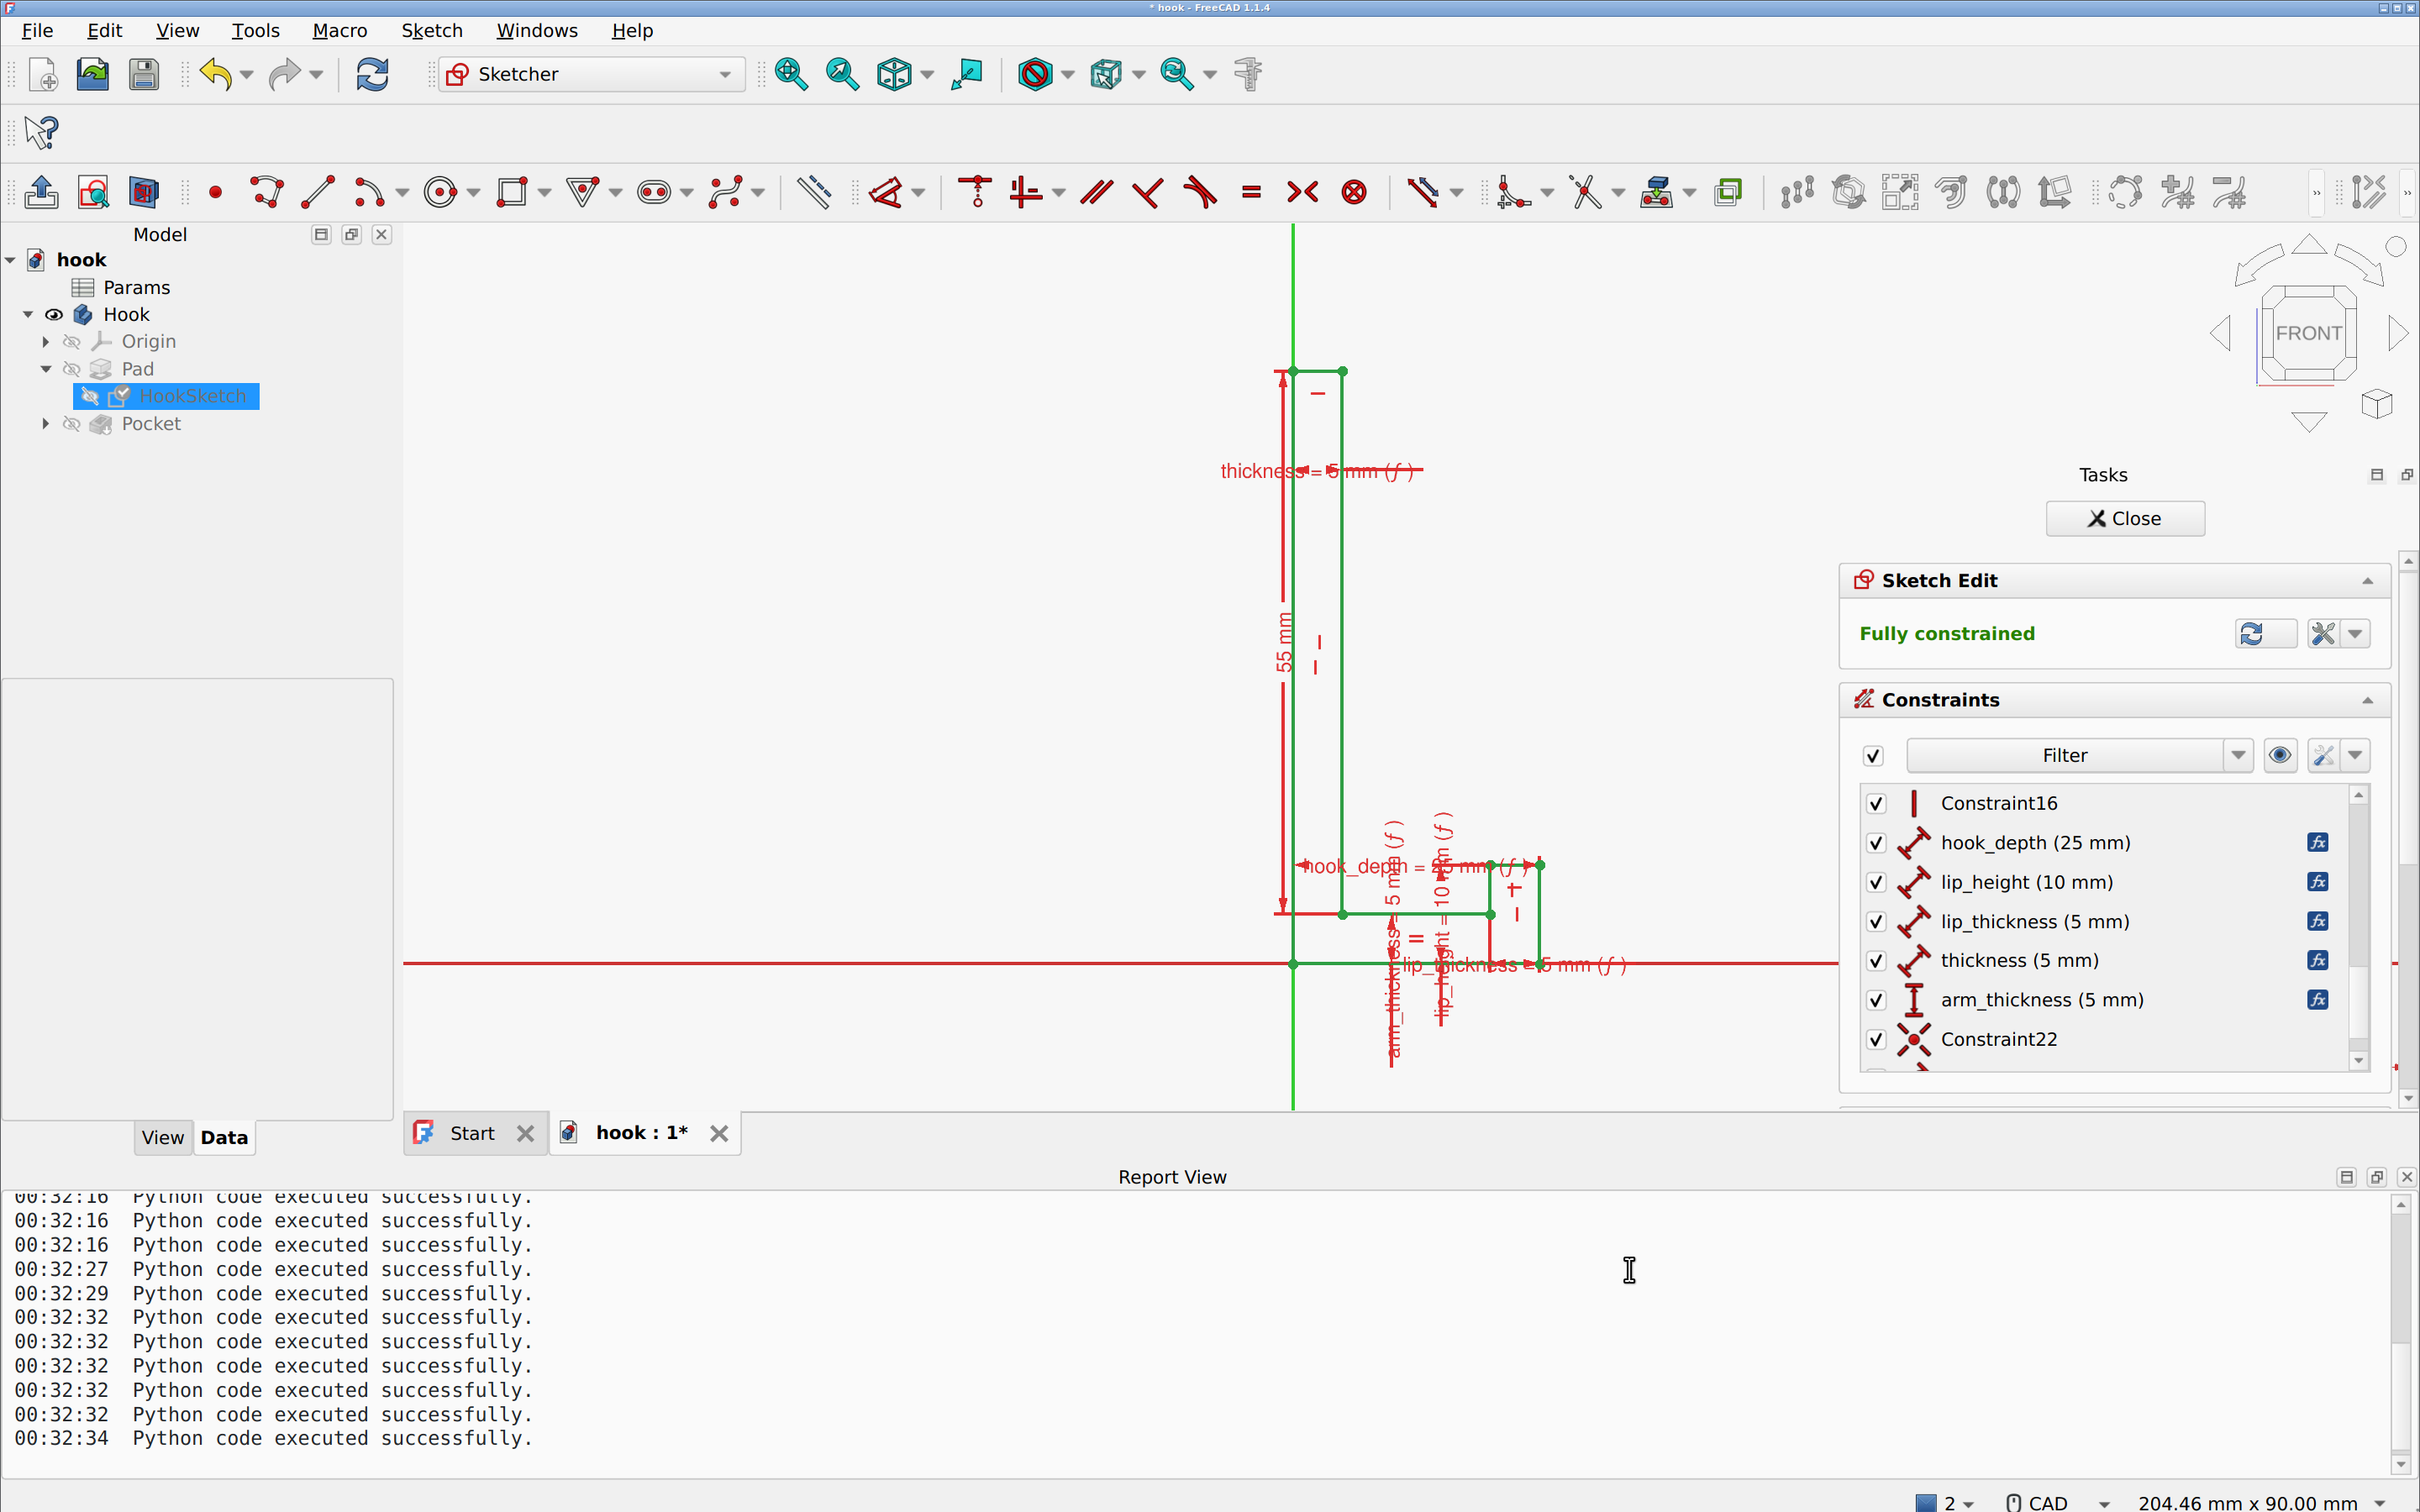 * hook - FreeCAD 1.1.4
File Edit View Tools Macro Sketch Windows Help
Sketcher
Model
hook
Params
Hook
Origin
Pad
HookSketch
Pocket
FRONT
thickness = 5 mm (ƒ )
55 mm
hook_depth = 25 mm (ƒ )
arm_thickness = 5 mm (ƒ )
lip_height = 10 mm (ƒ )
lip_thickness = 5 mm (ƒ )
Tasks
Close
Sketch Edit
Fully constrained
Constraints
Filter
Constraint16
hook_depth (25 mm)
lip_height (10 mm)
lip_thickness (5 mm)
thickness (5 mm)
arm_thickness (5 mm)
Constraint22
View Data
Start
hook : 1*
Report View
00:32:16 Python code executed successfully.
00:32:16 Python code executed successfully.
00:32:16 Python code executed successfully.
00:32:27 Python code executed successfully.
00:32:29 Python code executed successfully.
00:32:32 Python code executed successfully.
00:32:32 Python code executed successfully.
00:32:32 Python code executed successfully.
00:32:32 Python code executed successfully.
00:32:32 Python code executed successfully.
00:32:34 Python code executed successfully.
2 CAD 204.46 mm x 90.00 mm